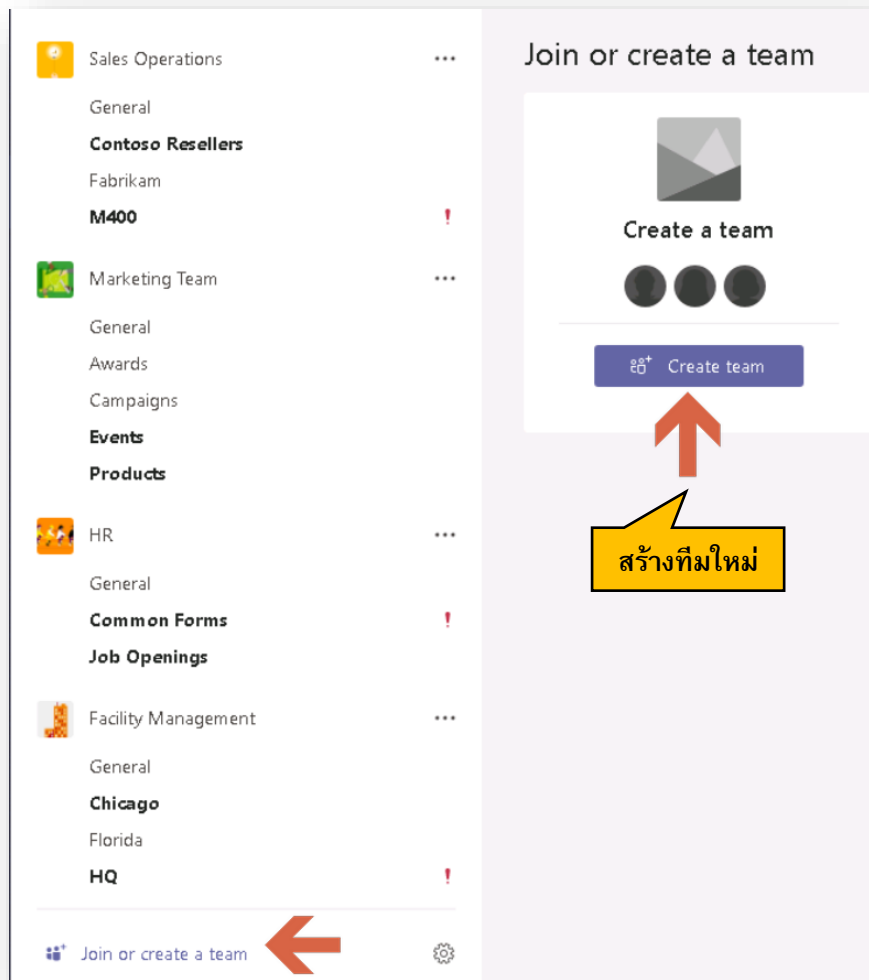 Sales Operations ...
General
Contoso Resellers
Fabrikam
M400 !
Marketing Team ...
General
Awards
Campaigns
Events
Products
HR ...
General
Common Forms !
Job Openings
Facility Management ...
General
Chicago
Florida
HQ !
Join or create a team
Join or create a team
Create a team
Create team
สร้างทีมใหม่